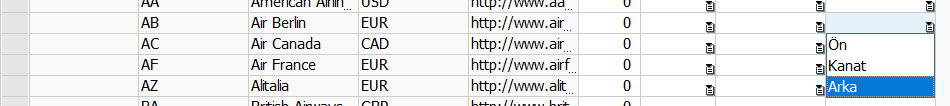 AA American Airlin... USD http://www.aa... 0
AB Air Berlin EUR http://www.air... 0
AC Air Canada CAD http://www.air... 0 Ön
AF Air France EUR http://www.airf... 0 Kanat
AZ Alitalia EUR http://www.alit... 0 Arka
BA British Airways GBP http://www.brit... 0